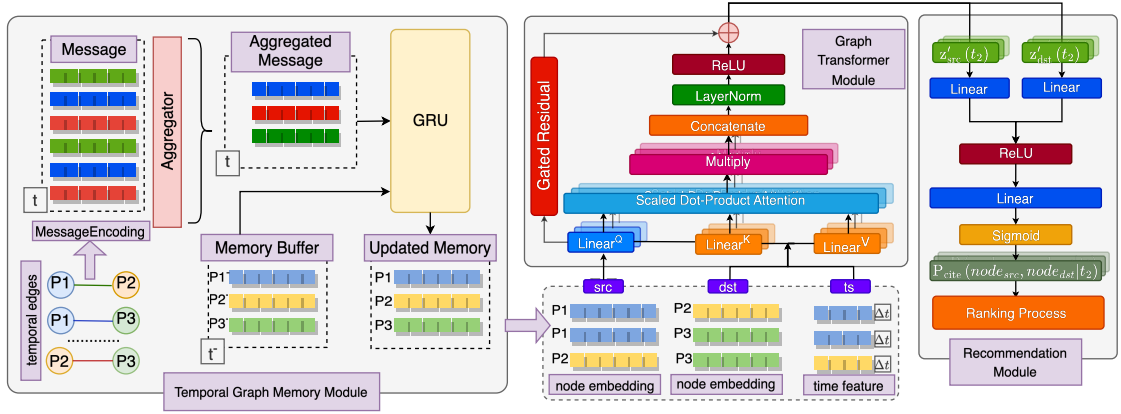 Message
t
Aggregator
MessageEncoding
temporal edges
P1
P2
P1
P3
P2
P3
Aggregated
Message
t
GRU
Memory Buffer
P1⁻
P2⁻
P3⁻
t⁻
Updated Memory
P1
P2
P3
Temporal Graph Memory Module
Graph
Transformer
Module
ReLU
LayerNorm
Concatenate
Multiply
Scaled Dot-Product Attention
Gated Residual
Linear^Q
Linear^K
Linear^V
src
dst
ts
P1
P2
Δt
P1
P3
Δt
P2
P3
Δt
node embedding
node embedding
time feature
z′src(t₂)
z′dst(t₂)
Linear
Linear
ReLU
Linear
Sigmoid
Pcite(node_src, node_dst|t₂)
Ranking Process
Recommendation
Module